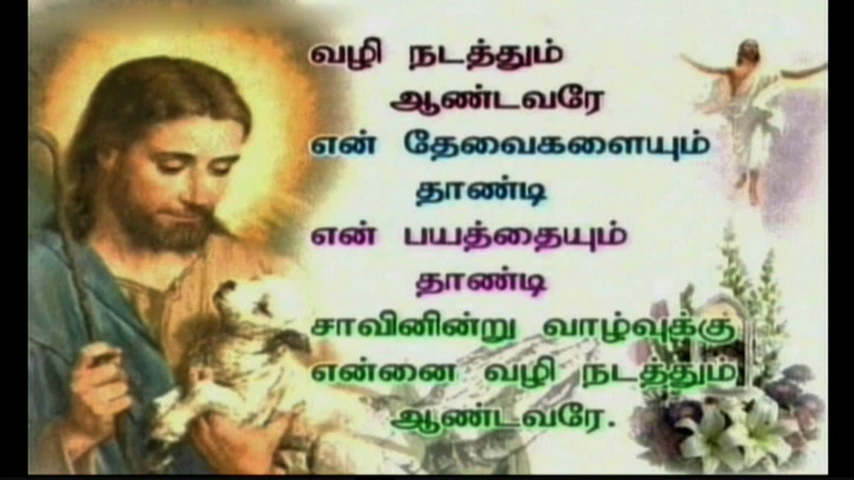 வழி நடத்தும்
ஆண்டவரே
என் தேவைகளையும்
தாண்டி
என் பயத்தையும்
தாண்டி
சாவினின்று வாழ்வுக்கு
என்னை வழி நடத்தும்
ஆண்டவரே.